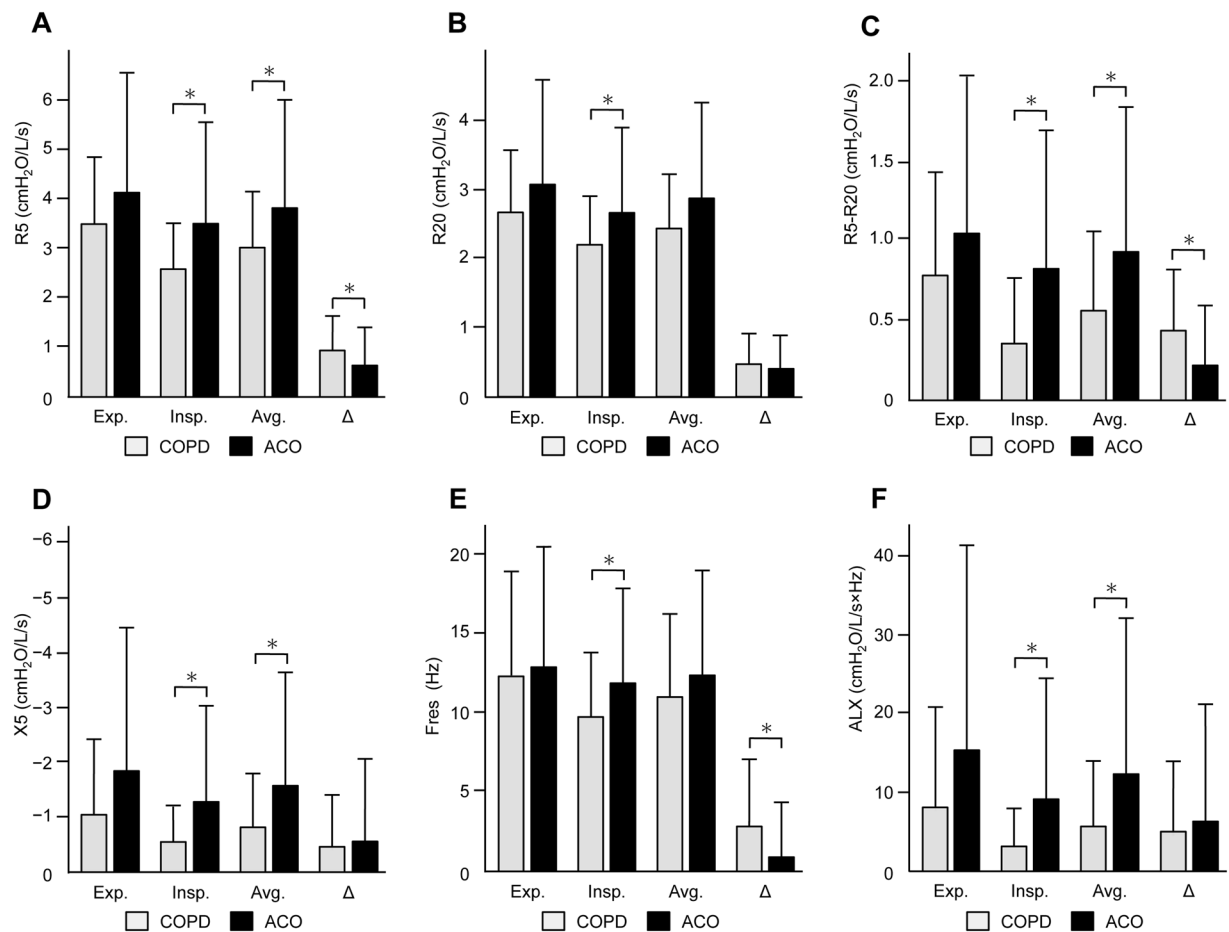 A
R5 (cmH₂O/L/s)
6
5
4
3
2
1
0
* * *
Exp. Insp. Avg. Δ
COPD ACO
B
R20 (cmH₂O/L/s)
4
3
2
1
0
*
Exp. Insp. Avg. Δ
COPD ACO
C
R5-R20 (cmH₂O/L/s)
2.0
1.5
1.0
0.5
0
* * *
Exp. Insp. Avg. Δ
COPD ACO
D
X5 (cmH₂O/L/s)
−6
−5
−4
−3
−2
−1
0
* *
Exp. Insp. Avg. Δ
COPD ACO
E
Fres (Hz)
20
15
10
5
0
* *
Exp. Insp. Avg. Δ
COPD ACO
F
ALX (cmH₂O/L/s×Hz)
40
30
20
10
0
* *
Exp. Insp. Avg. Δ
COPD ACO